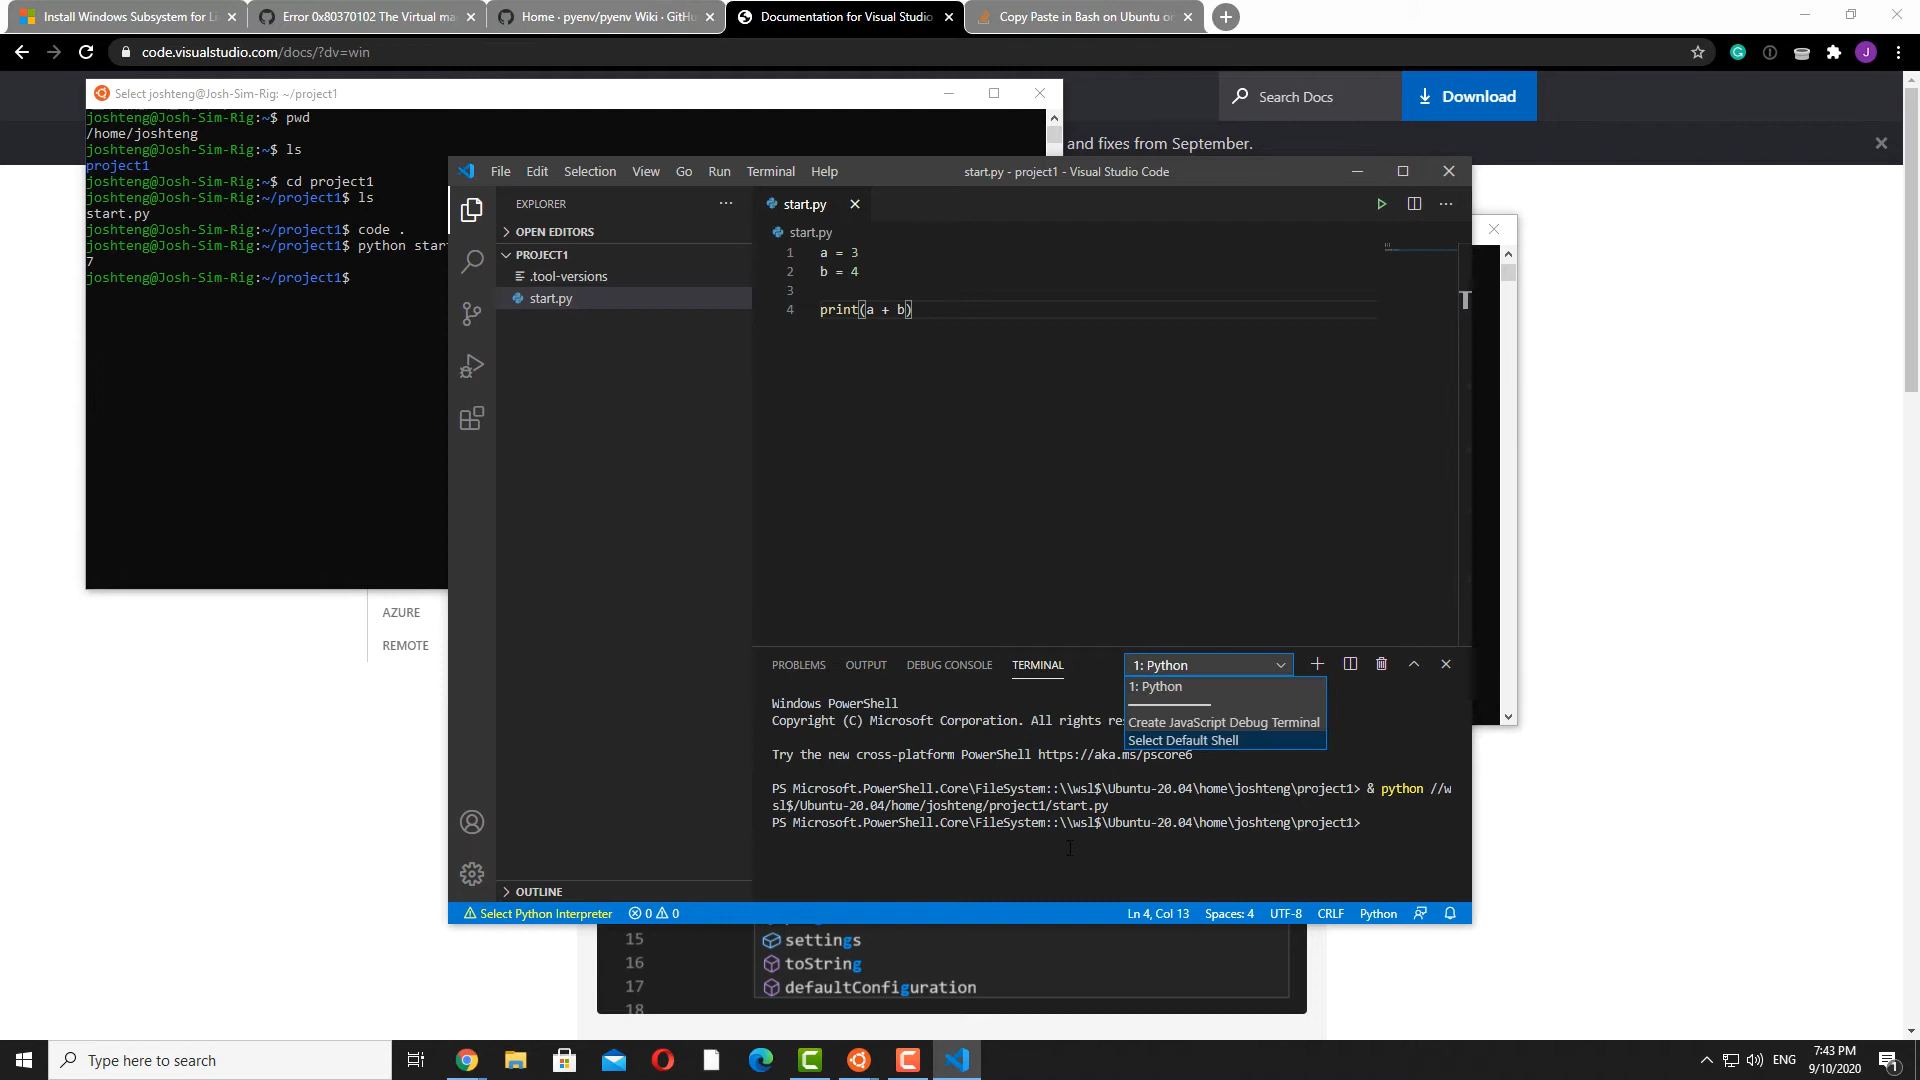 Install Windows Subsystem for Li
Error 0x80370102 The Virtual ma
Home · pyenv/pyenv Wiki · GitHu
Documentation for Visual Studio
Copy Paste in Bash on Ubuntu or
code.visualstudio.com/docs/?dv=win
J
Search Docs
Download
and fixes from September.
Select joshteng@Josh-Sim-Rig: ~/project1
joshteng@Josh-Sim-Rig:~$ pwd
/home/joshteng
joshteng@Josh-Sim-Rig:~$ ls
project1
joshteng@Josh-Sim-Rig:~$ cd project1
joshteng@Josh-Sim-Rig:~/project1$ ls
start.py
joshteng@Josh-Sim-Rig:~/project1$ code .
joshteng@Josh-Sim-Rig:~/project1$ python star
7
joshteng@Josh-Sim-Rig:~/project1$
AZURE
REMOTE
File Edit Selection View Go Run Terminal Help
start.py - project1 - Visual Studio Code
EXPLORER
OPEN EDITORS
PROJECT1
.tool-versions
start.py
OUTLINE
start.py
start.py
1 a = 3
2 b = 4
3
4 print(a + b)
PROBLEMS OUTPUT DEBUG CONSOLE TERMINAL
1: Python
1: Python
Create JavaScript Debug Terminal
Select Default Shell
Windows PowerShell
Copyright (C) Microsoft Corporation. All rights res
Try the new cross-platform PowerShell https://aka.ms/pscore6
PS Microsoft.PowerShell.Core\FileSystem::\\wsl$\Ubuntu-20.04\home\joshteng\project1> & python //w
sl$/Ubuntu-20.04/home/joshteng/project1/start.py
PS Microsoft.PowerShell.Core\FileSystem::\\wsl$\Ubuntu-20.04\home\joshteng\project1>
Select Python Interpreter 0 0
Ln 4, Col 13 Spaces: 4 UTF-8 CRLF Python
15 settings
16 toString
17 defaultConfiguration
18
Type here to search
ENG
7:43 PM
9/10/2020
1